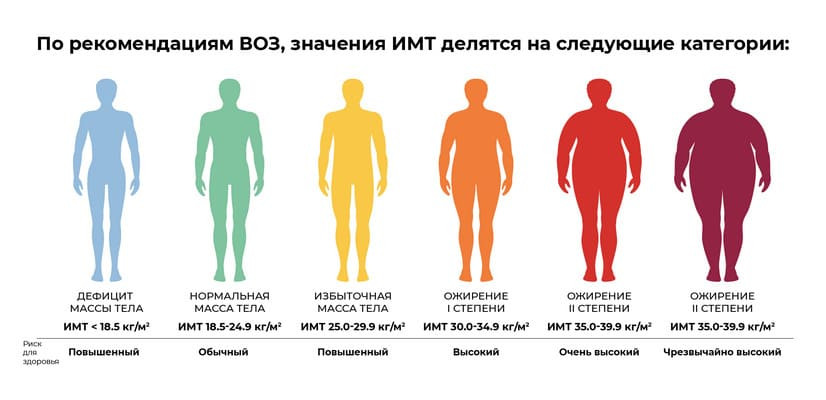 По рекомендациям ВОЗ, значения ИМТ делятся на следующие категории:
ДЕФИЦИТ
МАССЫ ТЕЛА
ИМТ < 18.5 кг/м²
НОРМАЛЬНАЯ
МАССА ТЕЛА
ИМТ 18.5-24.9 кг/м²
ИЗБЫТОЧНАЯ
МАССА ТЕЛА
ИМТ 25.0-29.9 кг/м²
ОЖИРЕНИЕ
I СТЕПЕНИ
ИМТ 30.0-34.9 кг/м²
ОЖИРЕНИЕ
II СТЕПЕНИ
ИМТ 35.0-39.9 кг/м²
ОЖИРЕНИЕ
II СТЕПЕНИ
ИМТ 35.0-39.9 кг/м²
Риск
для
здоровья
Повышенный
Обычный
Повышенный
Высокий
Очень высокий
Чрезвычайно высокий